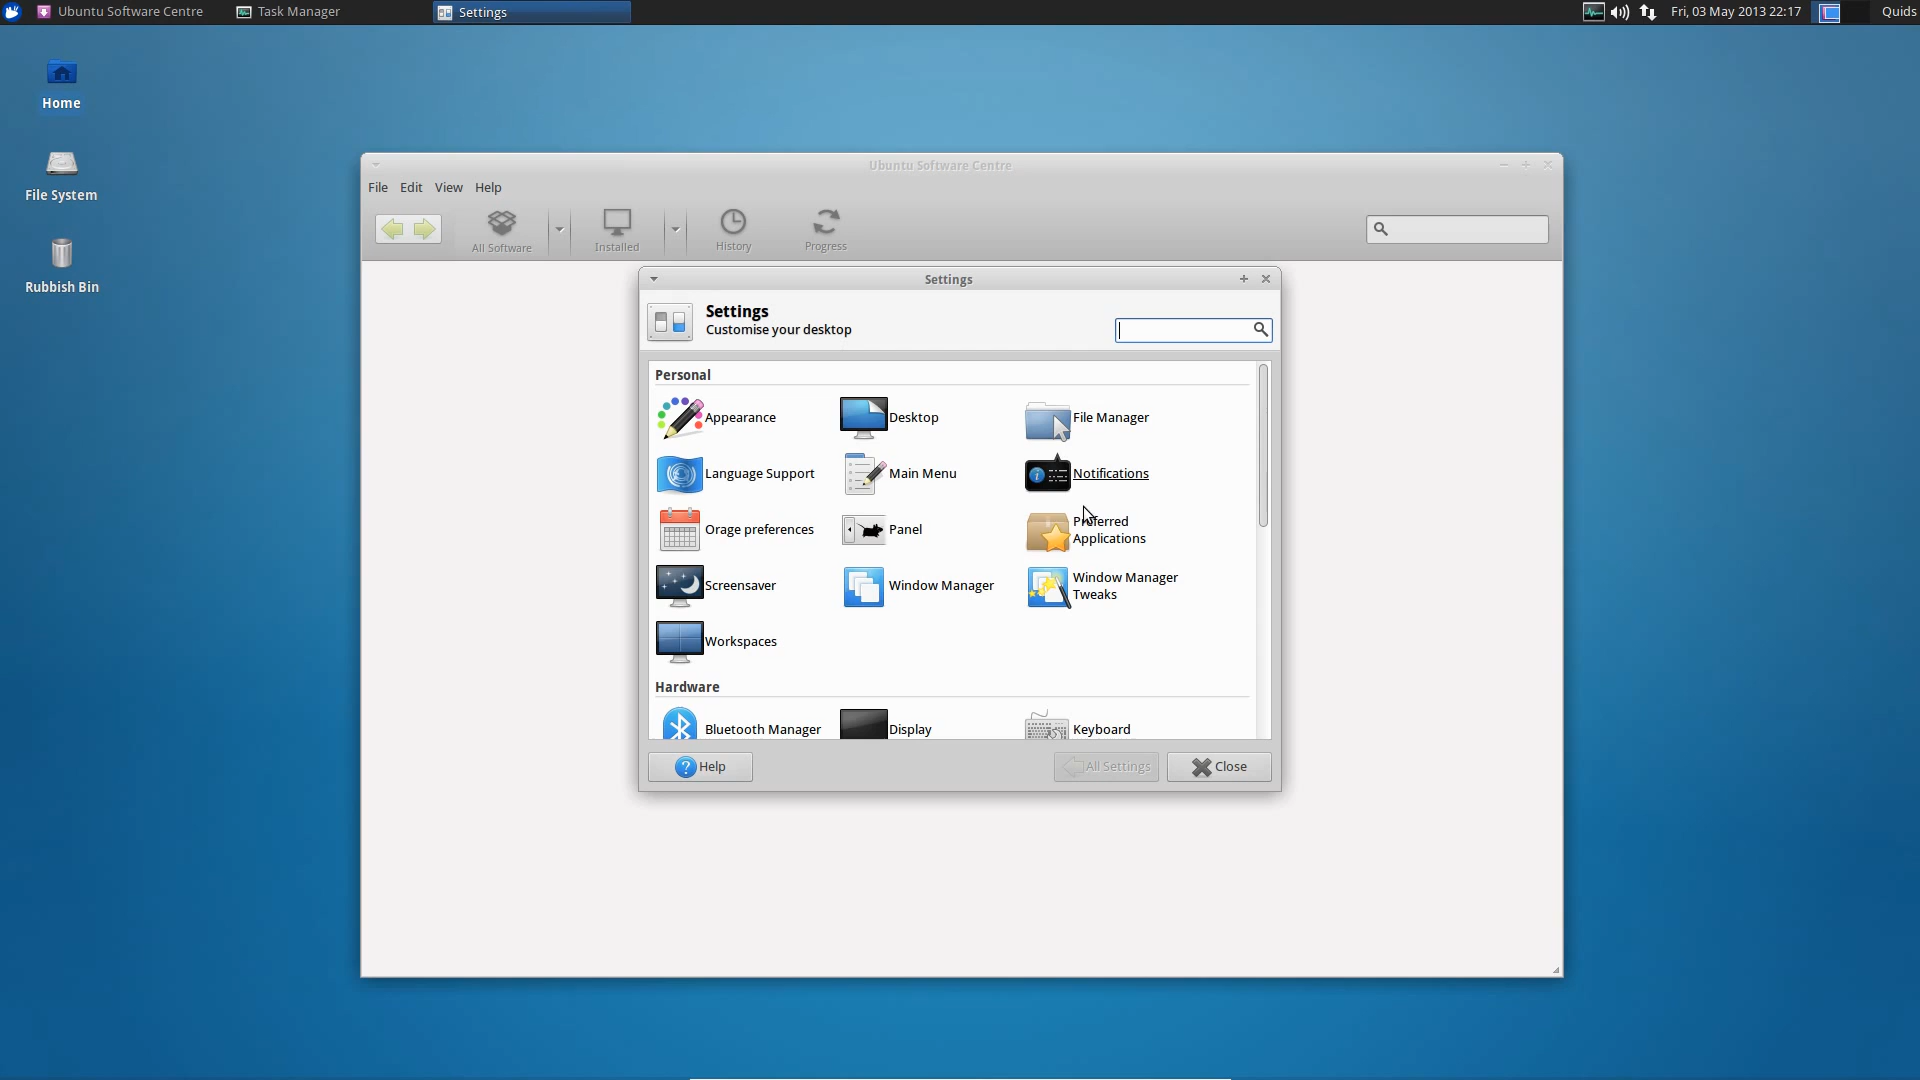 Ubuntu Software Centre
Task Manager
Settings
Fri, 03 May 2013 22:17
Quids
Home
File System
Rubbish Bin
Ubuntu Software Centre
File Edit View Help
All Software
Installed
History
Progress
Settings
Settings
Customise your desktop
Personal
Appearance
Desktop
File Manager
Language Support
Main Menu
Notifications
Orage preferences
Panel
Preferred
Applications
Screensaver
Window Manager
Window Manager
Tweaks
Workspaces
Hardware
Bluetooth Manager
Display
Keyboard
Help
All Settings
Close